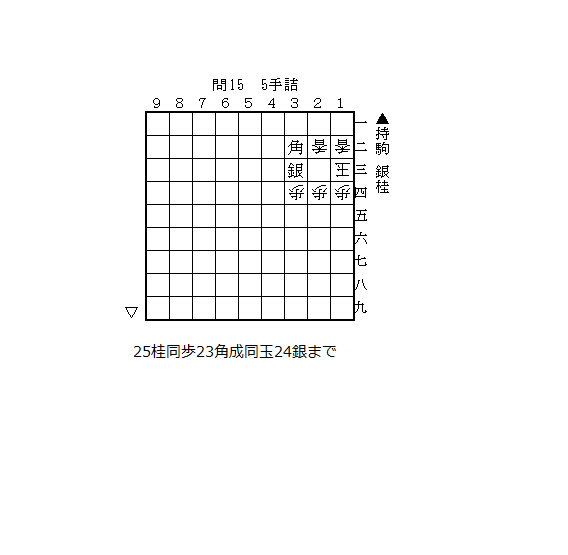 問15　5手詰
９ ８ ７ ６ ５ ４ ３ ２ １
一
角 香 香 二
銀 玉 三
歩 歩 歩 四
五
六
七
八
九
▲持駒 銀桂
▽
25桂同歩23角成同玉24銀まで